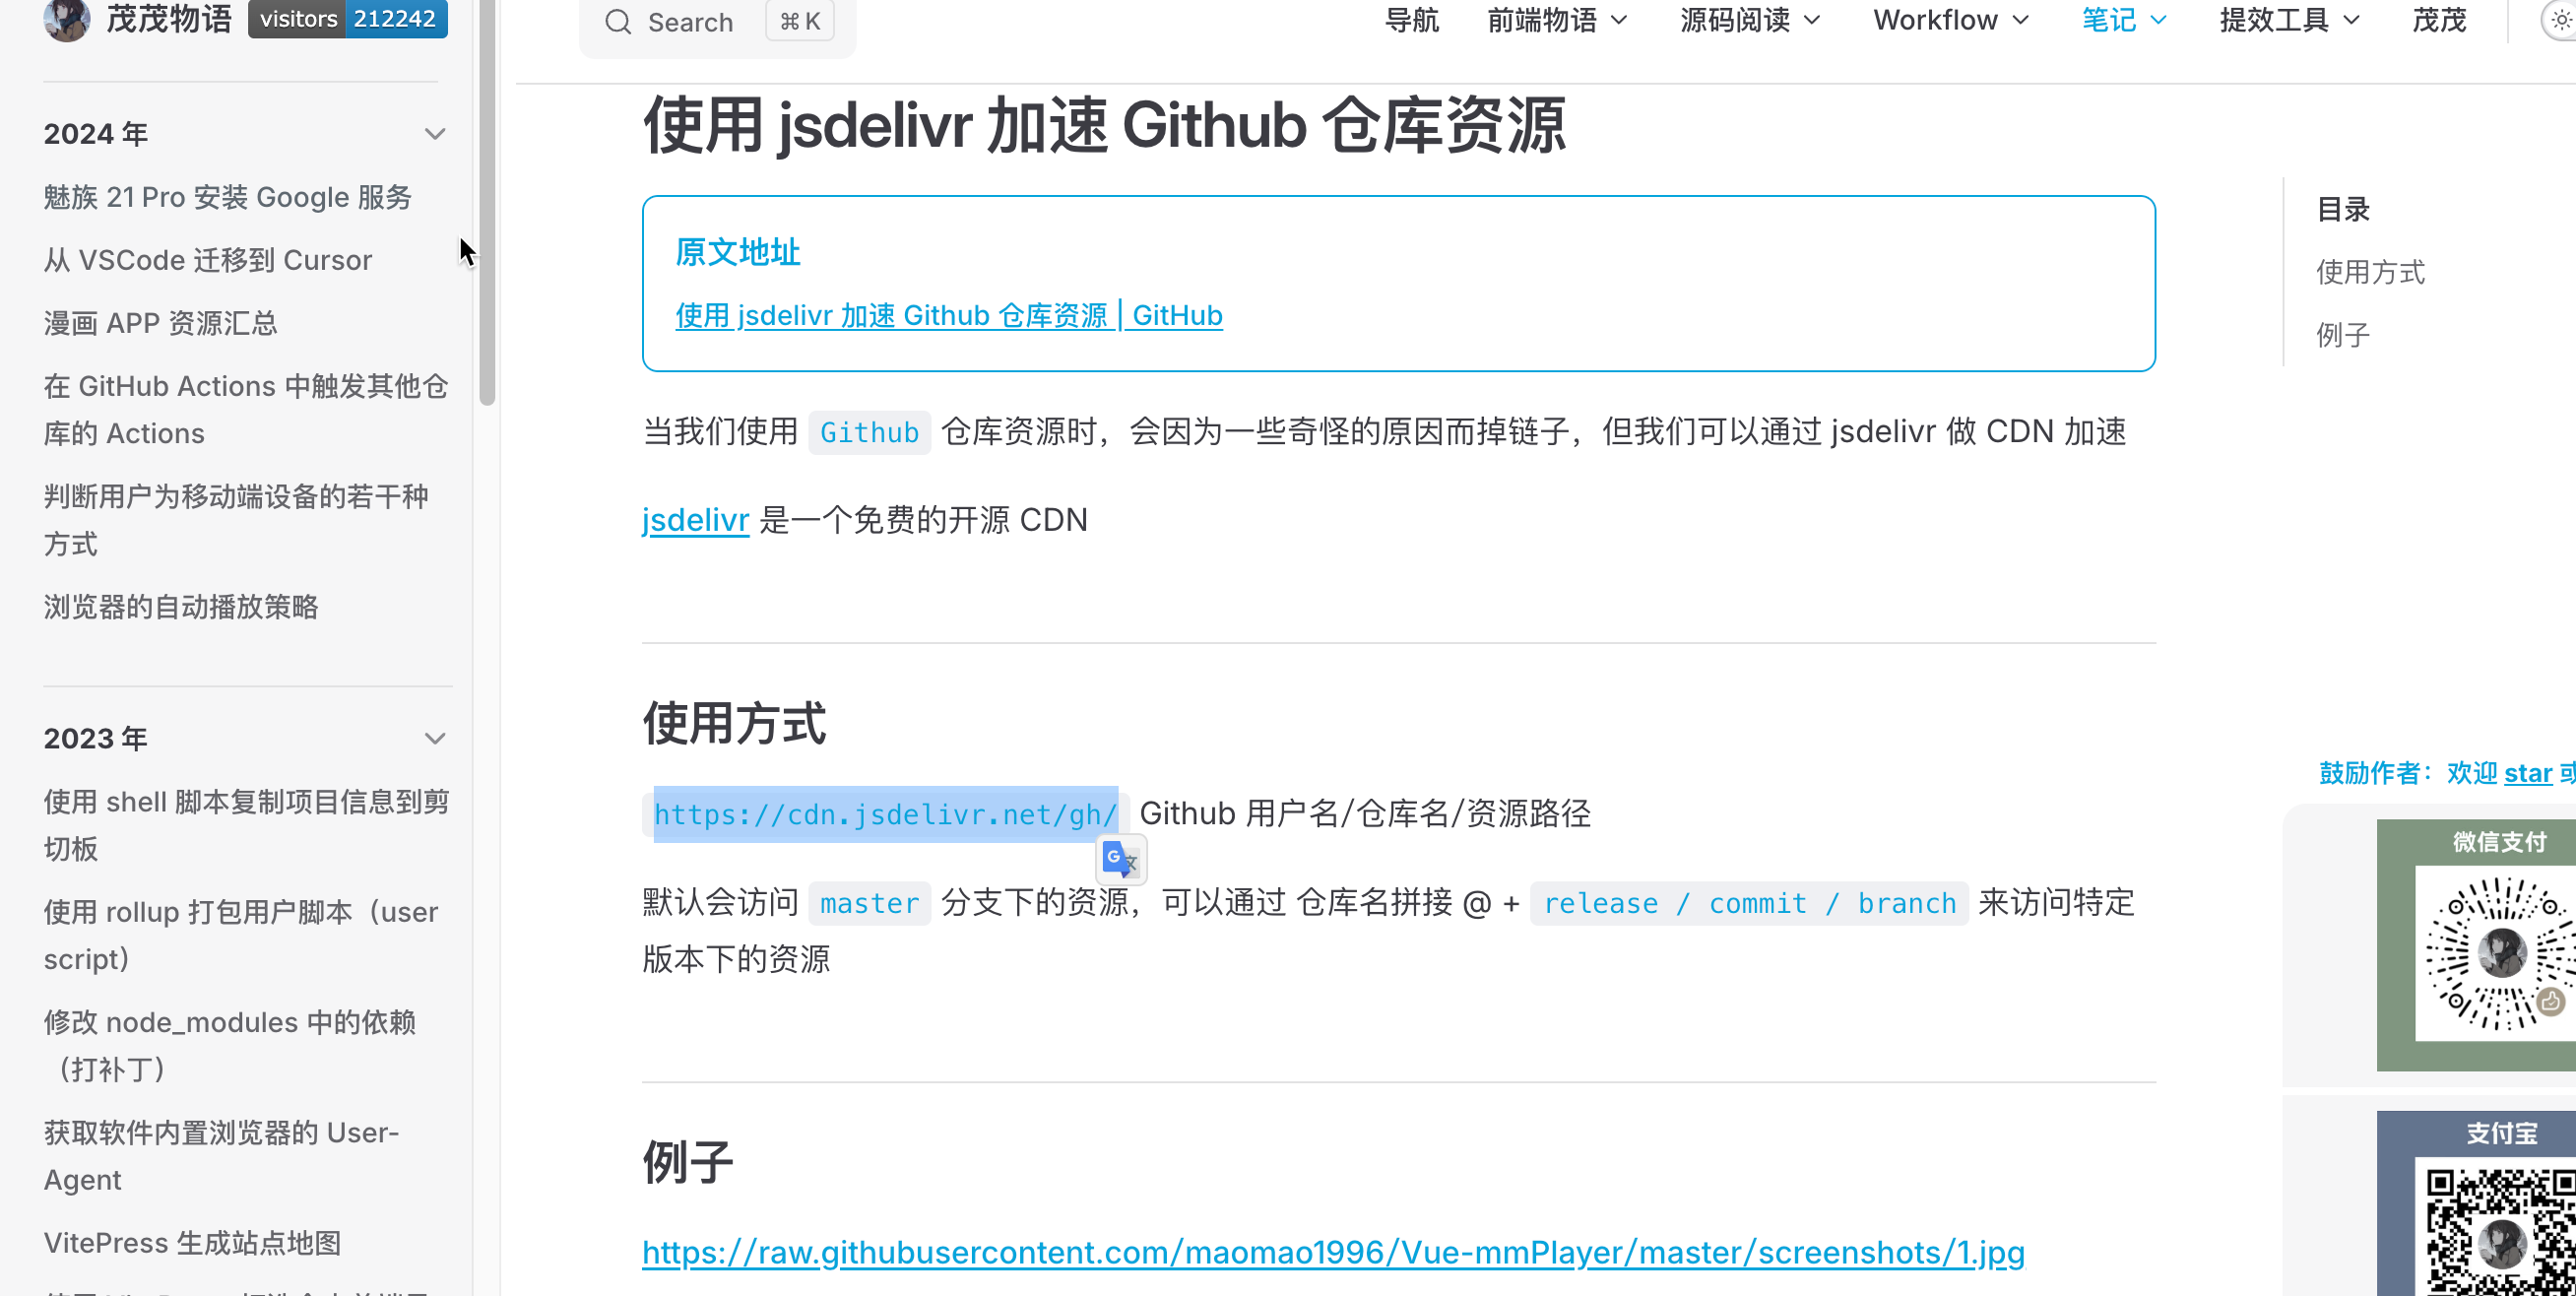 茂茂物语 visitors 212242
Search ⌘ K
导航 前端物语 源码阅读 Workflow 笔记 提效工具 茂茂
2024 年
魅族 21 Pro 安装 Google 服务
从 VSCode 迁移到 Cursor
漫画 APP 资源汇总
在 GitHub Actions 中触发其他仓
库的 Actions
判断用户为移动端设备的若干种
方式
浏览器的自动播放策略
2023 年
使用 shell 脚本复制项目信息到剪
切板
使用 rollup 打包用户脚本（user
script）
修改 node_modules 中的依赖
（打补丁）
获取软件内置浏览器的 User-
Agent
VitePress 生成站点地图
使用 jsdelivr 加速 Github 仓库资源
原文地址
使用 jsdelivr 加速 Github 仓库资源 | GitHub
当我们使用 Github 仓库资源时，会因为一些奇怪的原因而掉链子，但我们可以通过 jsdelivr 做 CDN 加速
jsdelivr 是一个免费的开源 CDN
使用方式
https://cdn.jsdelivr.net/gh/ Github 用户名/仓库名/资源路径
默认会访问 master 分支下的资源，可以通过 仓库名拼接 @ + release / commit / branch 来访问特定
版本下的资源
例子
https://raw.githubusercontent.com/maomao1996/Vue-mmPlayer/master/screenshots/1.jpg
目录
使用方式
例子
鼓励作者：欢迎 star
微信支付
支付宝